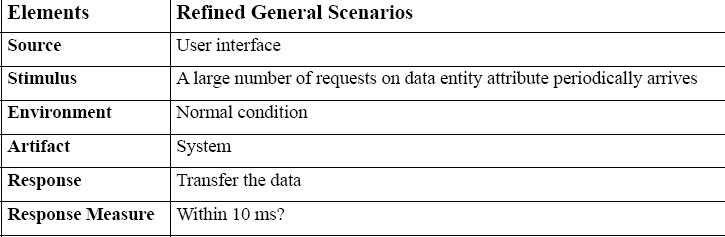 Elements Refined General Scenarios
Source User interface
Stimulus A large number of requests on data entity attribute periodically arrives
Environment Normal condition
Artifact System
Response Transfer the data
Response Measure Within 10 ms?